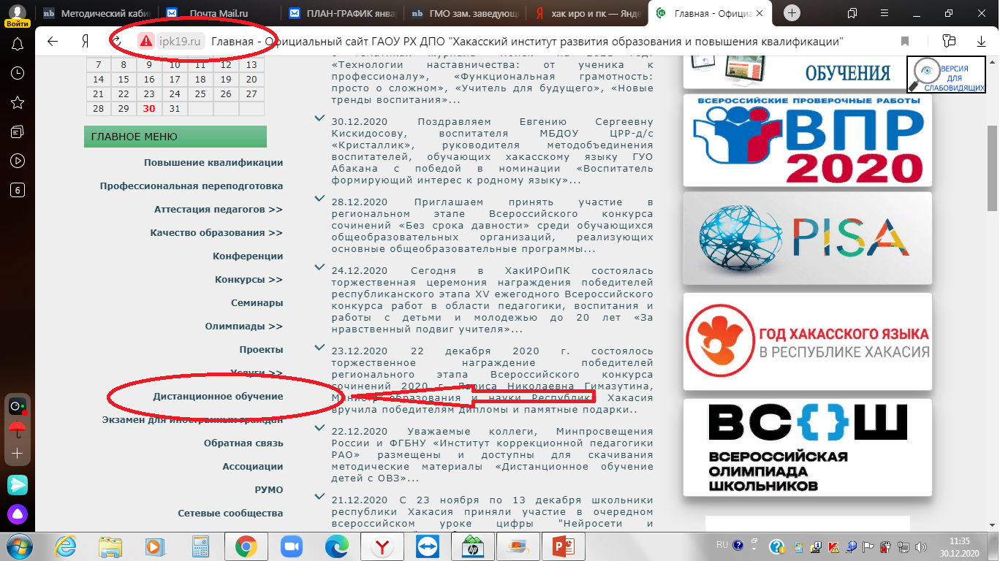 Войти
6
Методический каби
Почта Mail.ru
ПЛАН-ГРАФИК янва
ГМО зам. заведующ
хак иро и пк — Янде
Главная - Официа
Я
ipk19.ru Главная - Официальный сайт ГАОУ РХ ДПО "Хакасский институт развития образования и повышения квалификации"
7 8 9 10 11 12 13
14 15 16 17 18 19 20
21 22 23 24 25 26 27
28 29 30 31
ГЛАВНОЕ МЕНЮ
Повышение квалификации
Профессиональная переподготовка
Аттестация педагогов >>
Качество образования >>
Конференции
Конкурсы >>
Семинары
Олимпиады >>
Проекты
Услуги >>
Дистанционное обучение
Экзамен для иностранных граждан
Обратная связь
Ассоциации
РУМО
Сетевые сообщества
«Технологии наставничества: от ученика к
профессионалу», «Функциональная грамотность:
просто о сложном», «Учитель для будущего», «Новые
тренды воспитания»...
30.12.2020 Поздравляем Евгению Сергеевну
Кискидосову, воспитателя МБДОУ ЦРР-д/с
«Кристаллик», руководителя методобъединения
воспитателей, обучающих хакасскому языку ГУО
Абакана с победой в номинации «Воспитатель
формирующий интерес к родному языку»...
28.12.2020 Приглашаем принять участие в
региональном этапе Всероссийского конкурса
сочинений «Без срока давности» среди обучающихся
общеобразовательных организаций, реализующих
основные общеобразовательные программы...
24.12.2020 Сегодня в ХакИРОиПК состоялась
торжественная церемония награждения победителей
республиканского этапа XV ежегодного Всероссийского
конкурса работ в области педагогики, воспитания и
работы с детьми и молодежью до 20 лет «За
нравственный подвиг учителя»...
23.12.2020 22 декабря 2020 г. состоялось
торжественное награждение победителей
регионального этапа Всероссийского конкурса
сочинений 2020 г. Лариса Николаевна Гимазутина,
Министр образования и науки Республики Хакасия
вручила победителям дипломы и памятные подарки..
22.12.2020 Уважаемые коллеги, Минпросвещения
России и ФГБНУ «Институт коррекционной педагогики
РАО» размещены и доступны для скачивания
методические материалы «Дистанционное обучение
детей с ОВЗ»...
21.12.2020 С 23 ноября по 13 декабря школьники
республики Хакасия приняли участие в очередном
всероссийском уроке цифры "Нейросети и
ОБУЧЕНИЯ
ВЕРСИЯ
ДЛЯ
СЛАБОВИДЯЩИХ
ВСЕРОССИЙСКИЕ ПРОВЕРОЧНЫЕ РАБОТЫ
ВПР
2020
PISA
ГОД ХАКАССКОГО ЯЗЫКА
В РЕСПУБЛИКЕ ХАКАСИЯ
ВС{}Ш
ВСЕРОССИЙСКАЯ
ОЛИМПИАДА
ШКОЛЬНИКОВ
RU
11:35
30.12.2020